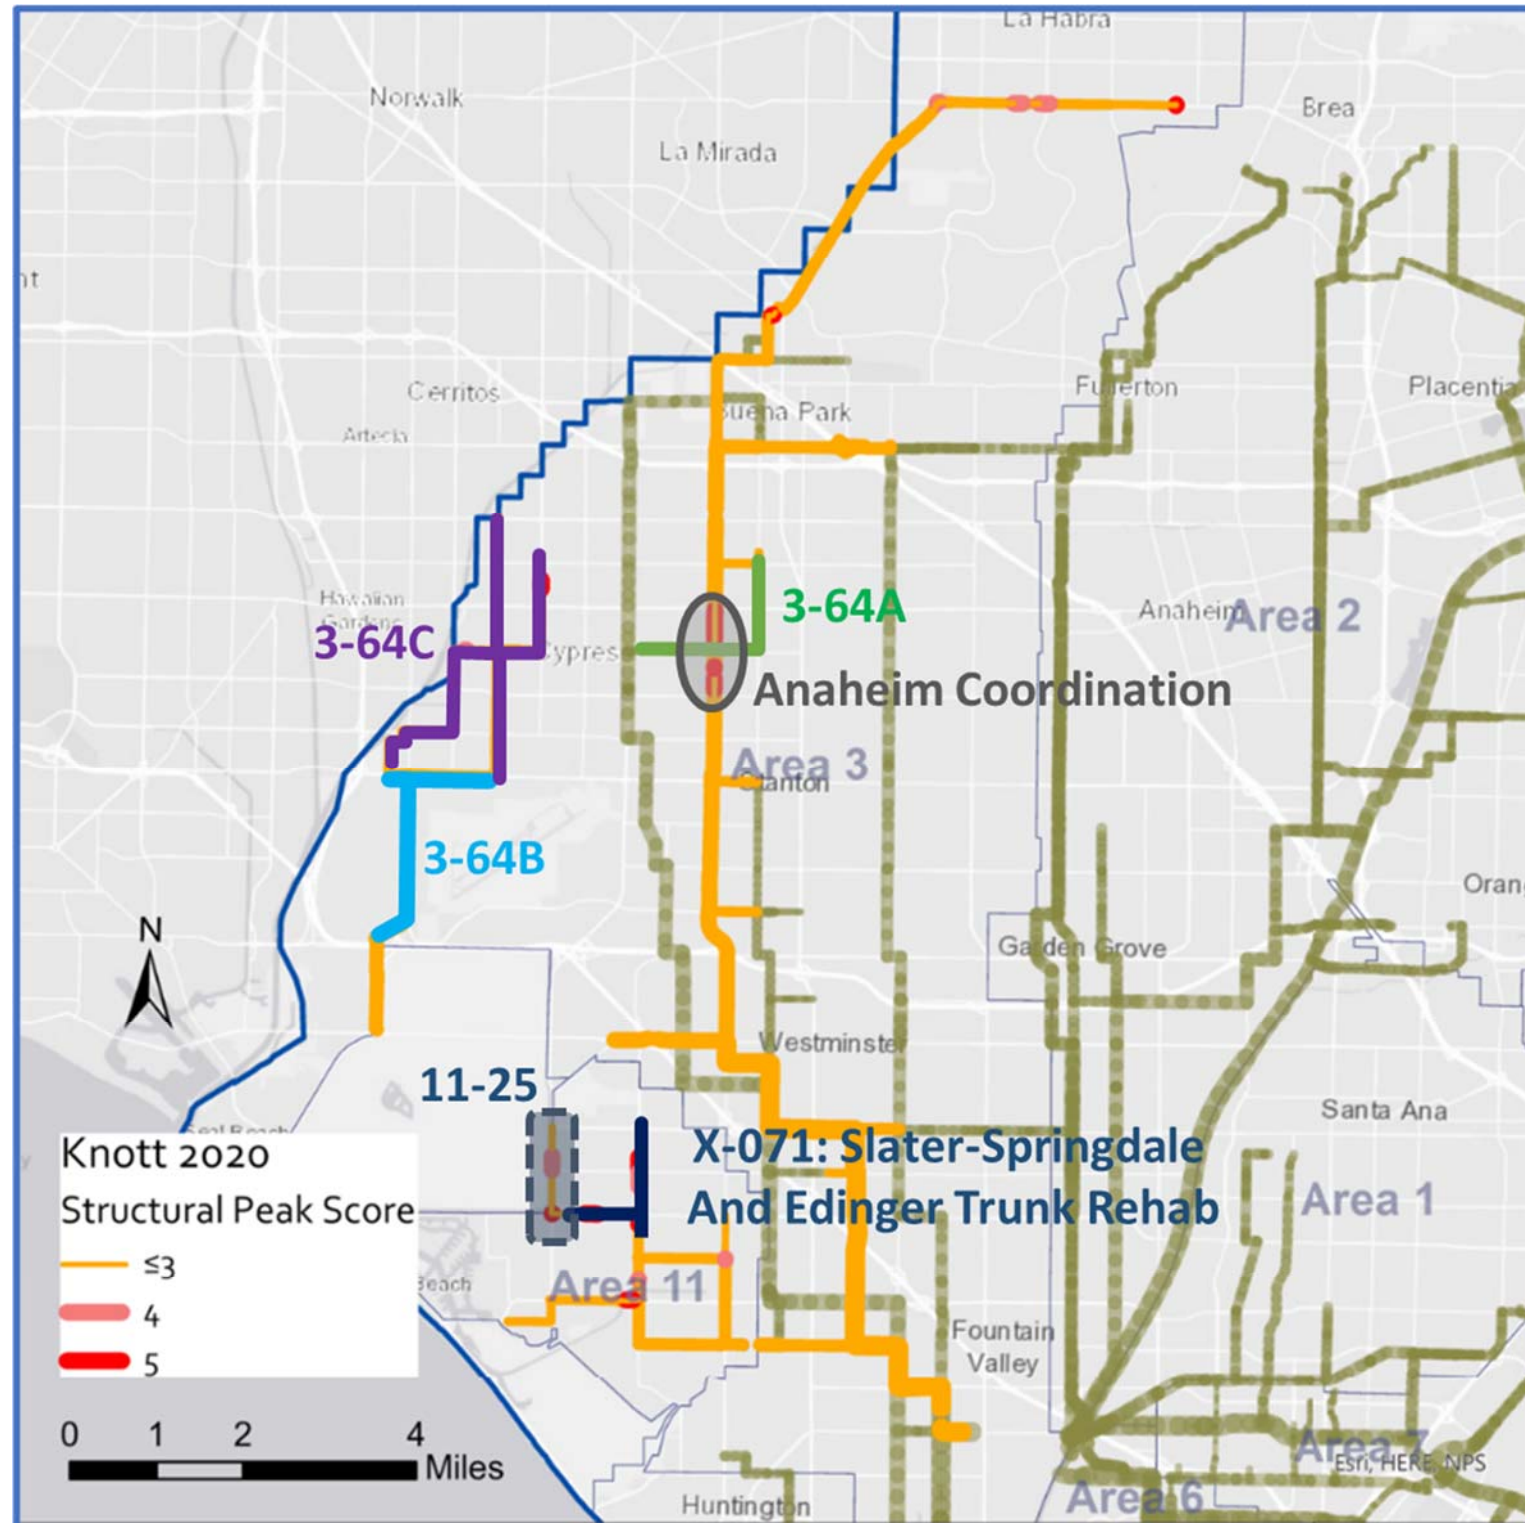 La Habra
Norwalk
Brea
La Mirada
nt
Fullerton
Placentia
Cerritos
Buena Park
Artesia
Hawaiian
Gardens
3-64A
Anaheim
Area 2
3-64C
Cypress
Anaheim Coordination
Area 3
Stanton
3-64B
Oran
N
Garden Grove
Westminster
11-25
Santa Ana
Seal Beach
X-071: Slater-Springdale
And Edinger Trunk Rehab
Knott 2020
Structural Peak Score
≤3
4
5
Area 1
Beach
Area 11
Fountain
Valley
0 1 2 4
Miles
Area 7
Esri, HERE, NPS
Area 6
Huntington